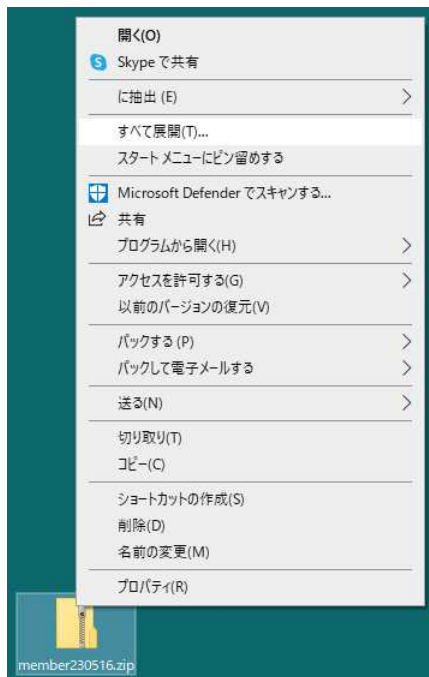 開く(O)
Skype で共有
に抽出 (E)
すべて展開(T)...
スタート メニューにピン留めする
Microsoft Defender でスキャンする...
共有
プログラムから開く(H)
アクセスを許可する(G)
以前のバージョンの復元(V)
パックする (P)
パックして電子メールする
送る(N)
切り取り(T)
コピー(C)
ショートカットの作成(S)
削除(D)
名前の変更(M)
プロパティ(R)
member230516.zip